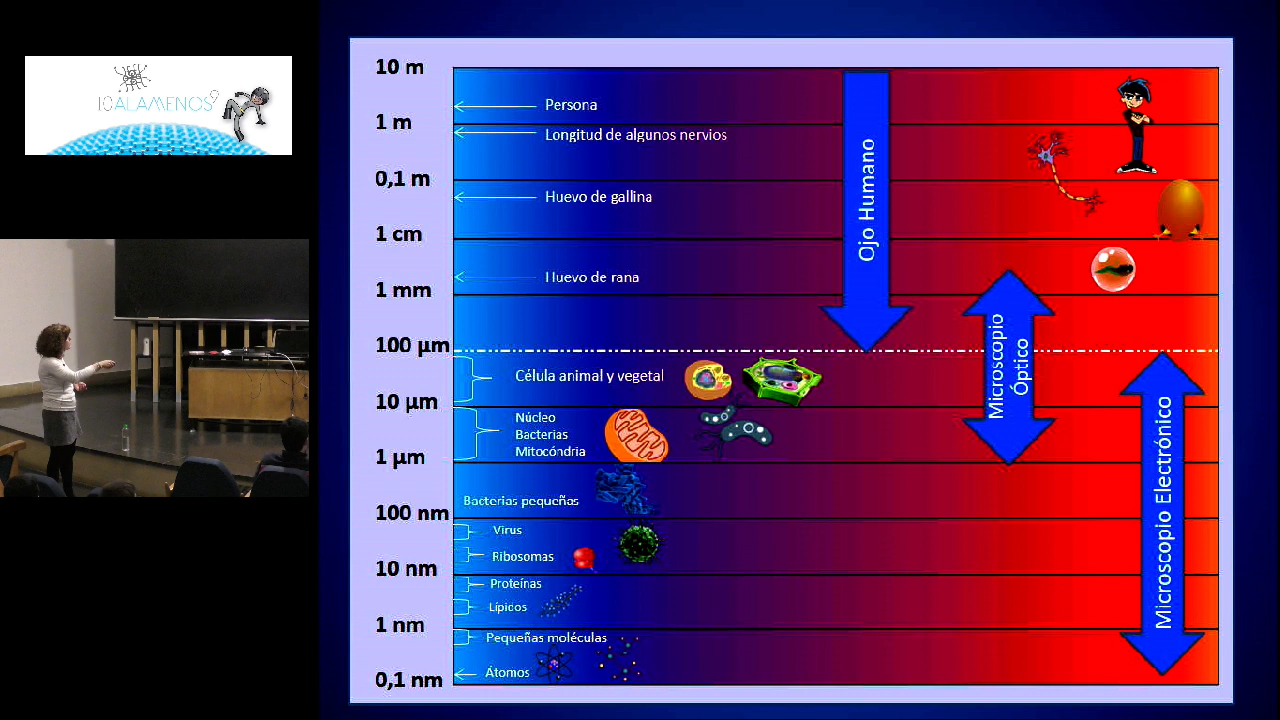 10ALAMENOS9
10 m
Persona
1 m
Longitud de algunos nervios
0,1 m
Huevo de gallina
1 cm
Huevo de rana
1 mm
100 µm
Célula animal y vegetal
10 µm
Núcleo
Bacterias
Mitocóndria
1 µm
Bacterias pequeñas
100 nm
Virus
Ribosomas
10 nm
Proteínas
Lípidos
1 nm
Pequeñas moléculas
Átomos
0,1 nm
Ojo Humano
Microscopio
Óptico
Microscopio Electrónico